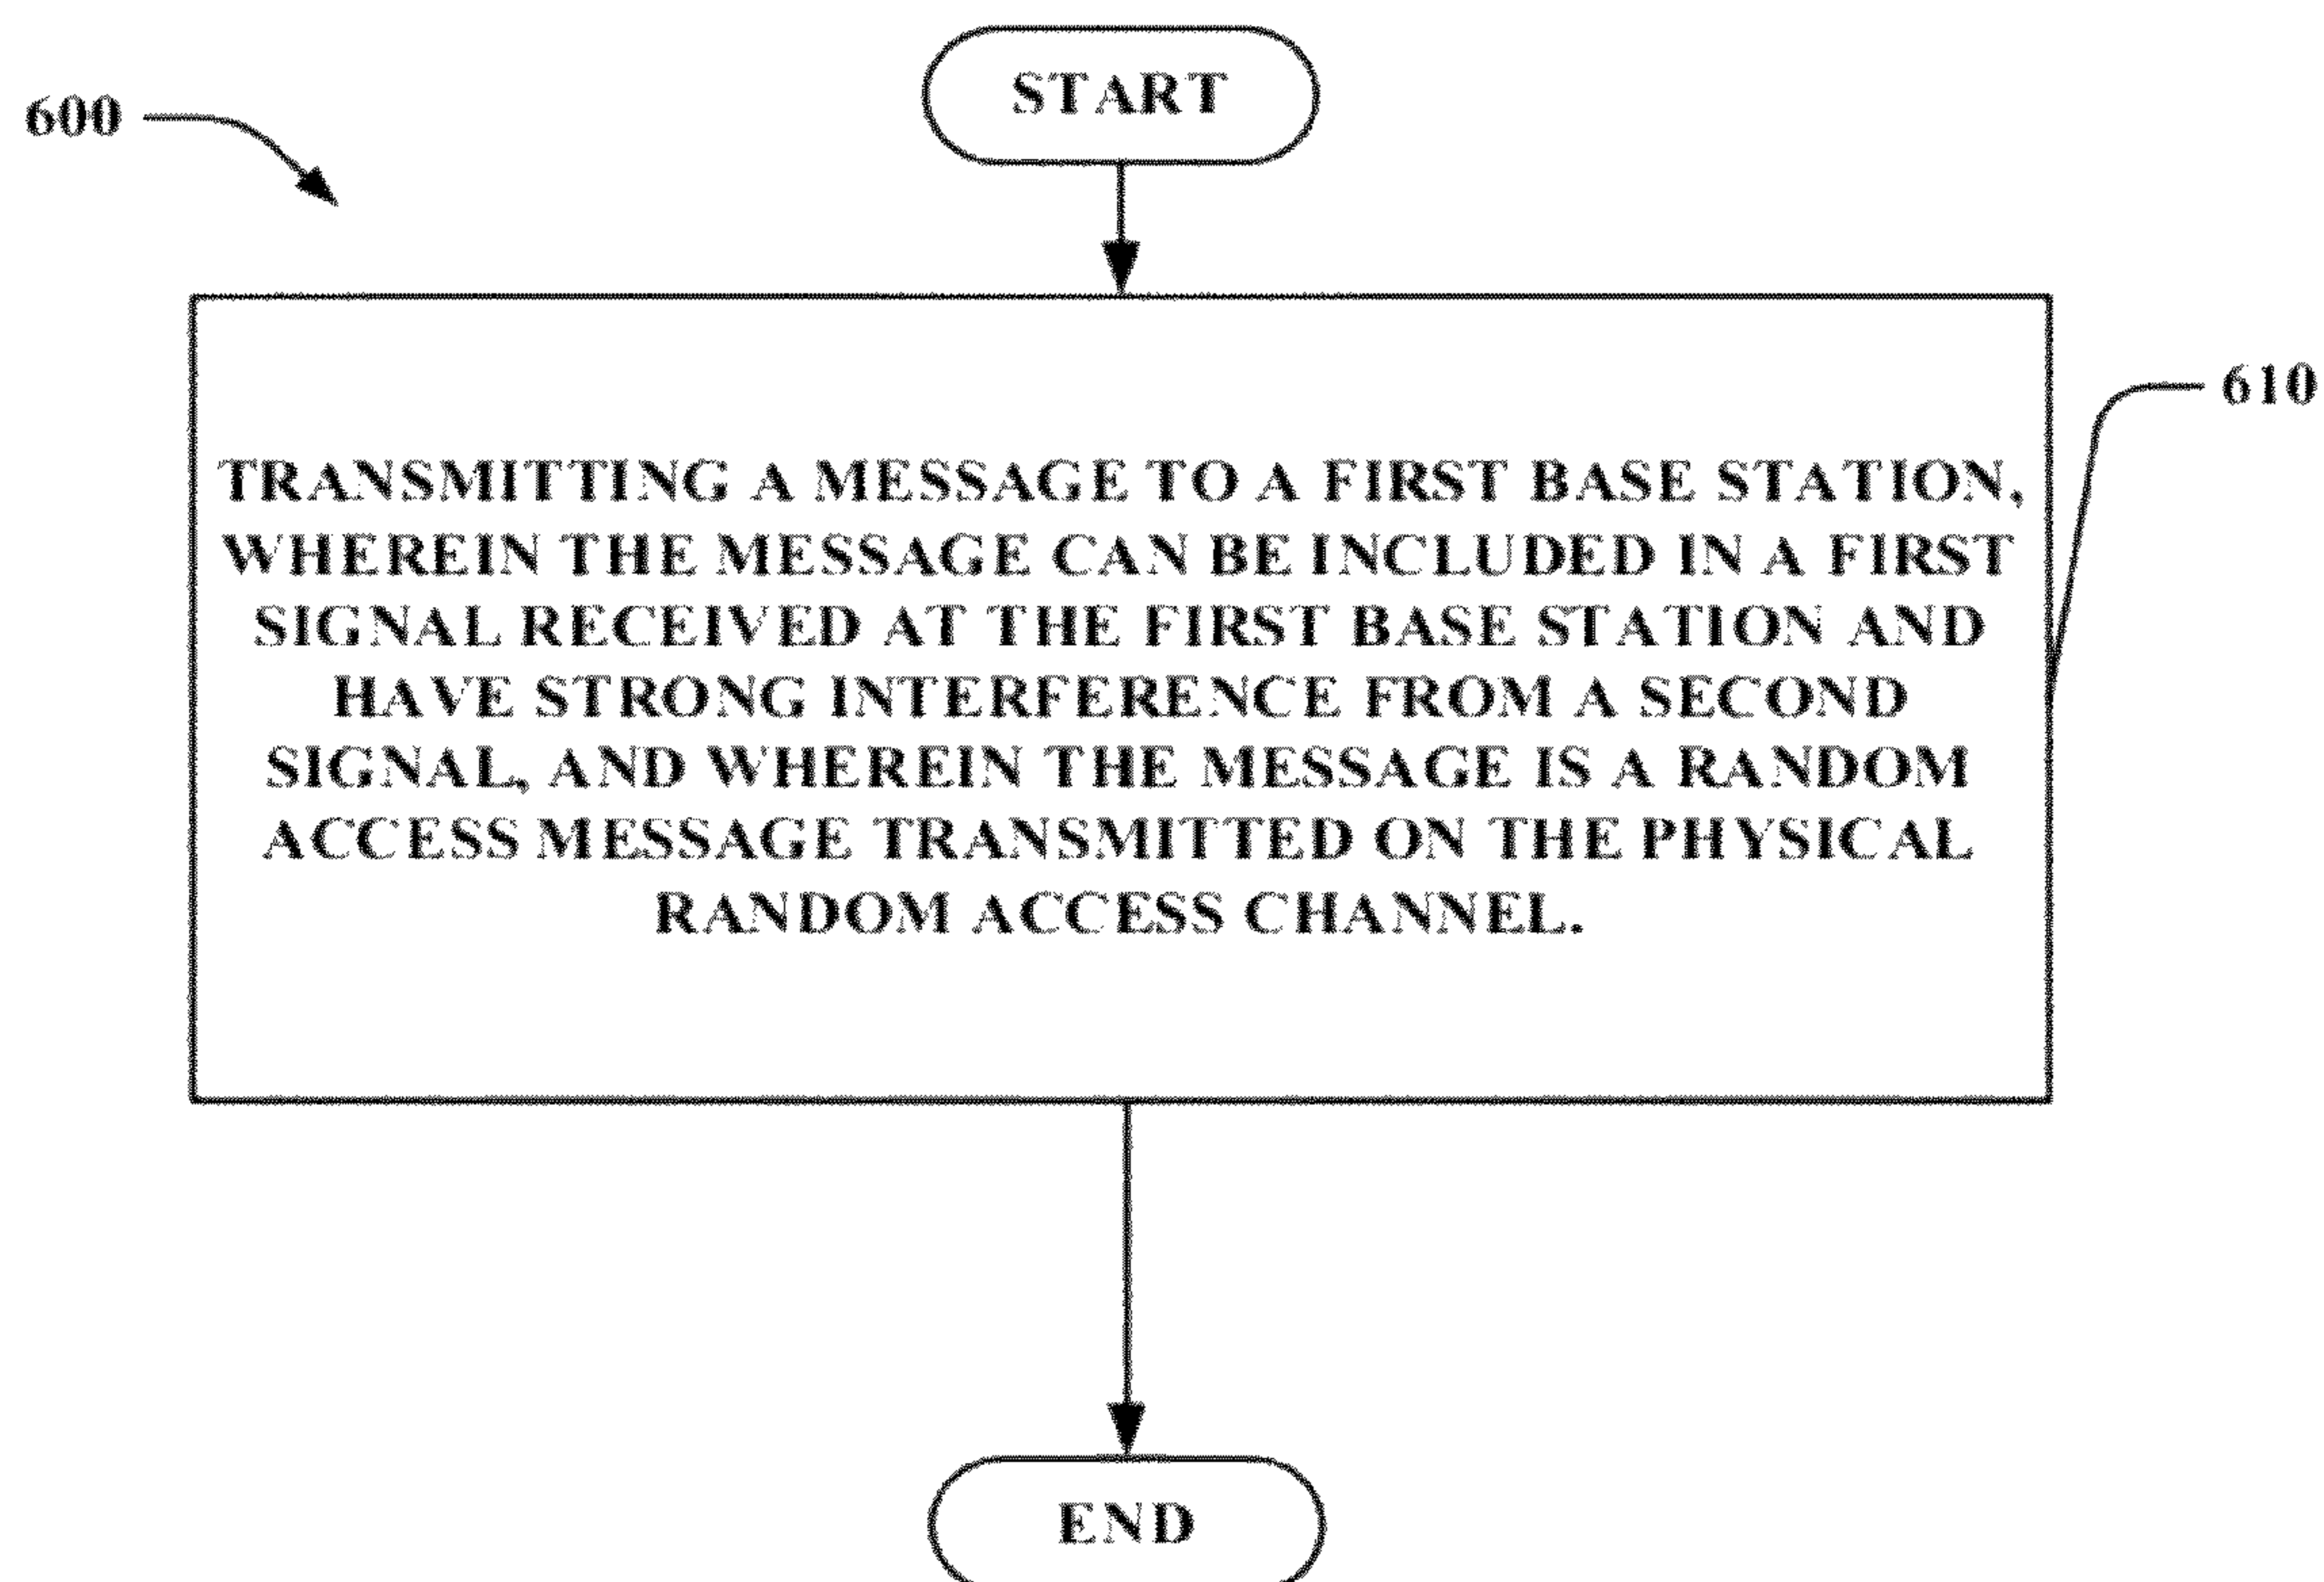 START
600
610
TRANSMITTING A MESSAGE TO A FIRST BASE STATION,
WHEREIN THE MESSAGE CAN BE INCLUDED IN A FIRST
SIGNAL RECEIVED AT THE FIRST BASE STATION AND
HAVE STRONG INTERFERENCE FROM A SECOND
SIGNAL, AND WHEREIN THE MESSAGE IS A RANDOM
ACCESS MESSAGE TRANSMITTED ON THE PHYSICAL
RANDOM ACCESS CHANNEL.
END